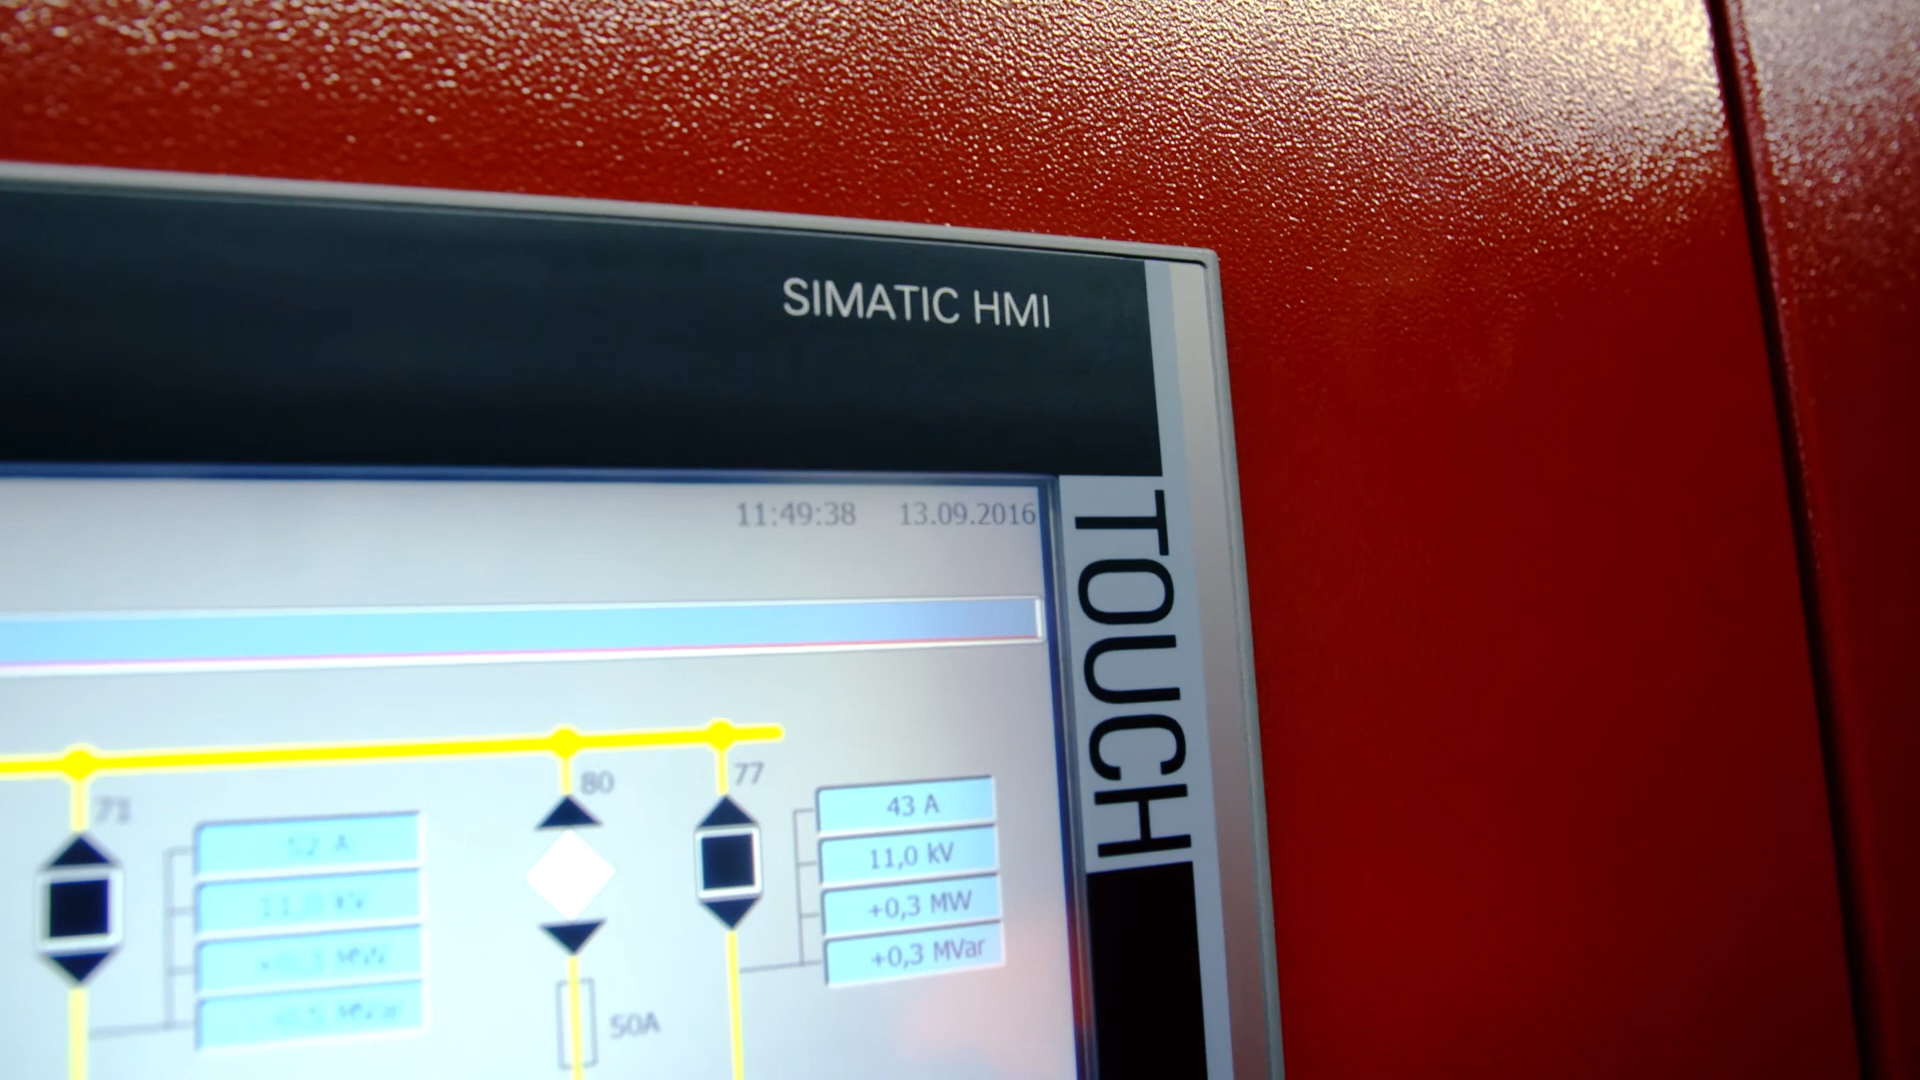 SIMATIC HMI
TOUCH
11:49:38 13.09.2016
80
77
43 A
11,0 kV
+0,3 MW
+0,3 MVar
52 A
50A